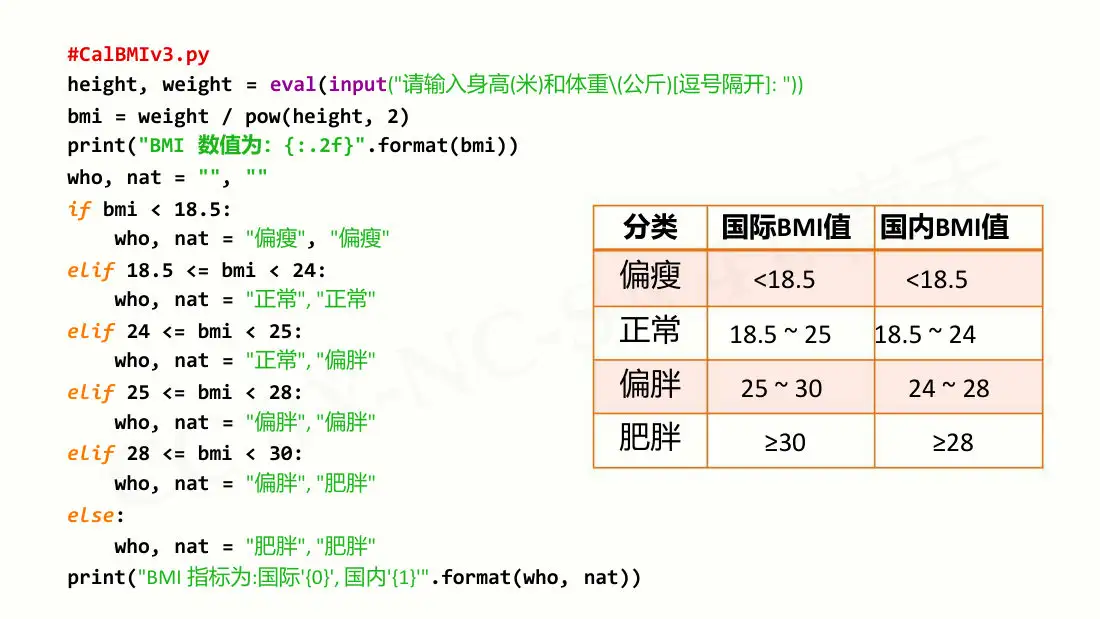 #CalBMIv3.py
height, weight = eval(input("请输入身高(米)和体重\(公斤)[逗号隔开]: "))
bmi = weight / pow(height, 2)
print("BMI 数值为: {:.2f}".format(bmi))
who, nat = "", ""
if bmi < 18.5:
    who, nat = "偏瘦", "偏瘦"
elif 18.5 <= bmi < 24:
    who, nat = "正常", "正常"
elif 24 <= bmi < 25:
    who, nat = "正常", "偏胖"
elif 25 <= bmi < 28:
    who, nat = "偏胖", "偏胖"
elif 28 <= bmi < 30:
    who, nat = "偏胖", "肥胖"
else:
    who, nat = "肥胖", "肥胖"
print("BMI 指标为:国际'{0}', 国内'{1}'".format(who, nat))
分类 国际BMI值 国内BMI值
偏瘦 <18.5 <18.5
正常 18.5 ~ 25 18.5 ~ 24
偏胖 25 ~ 30 24 ~ 28
肥胖 ≥30 ≥28